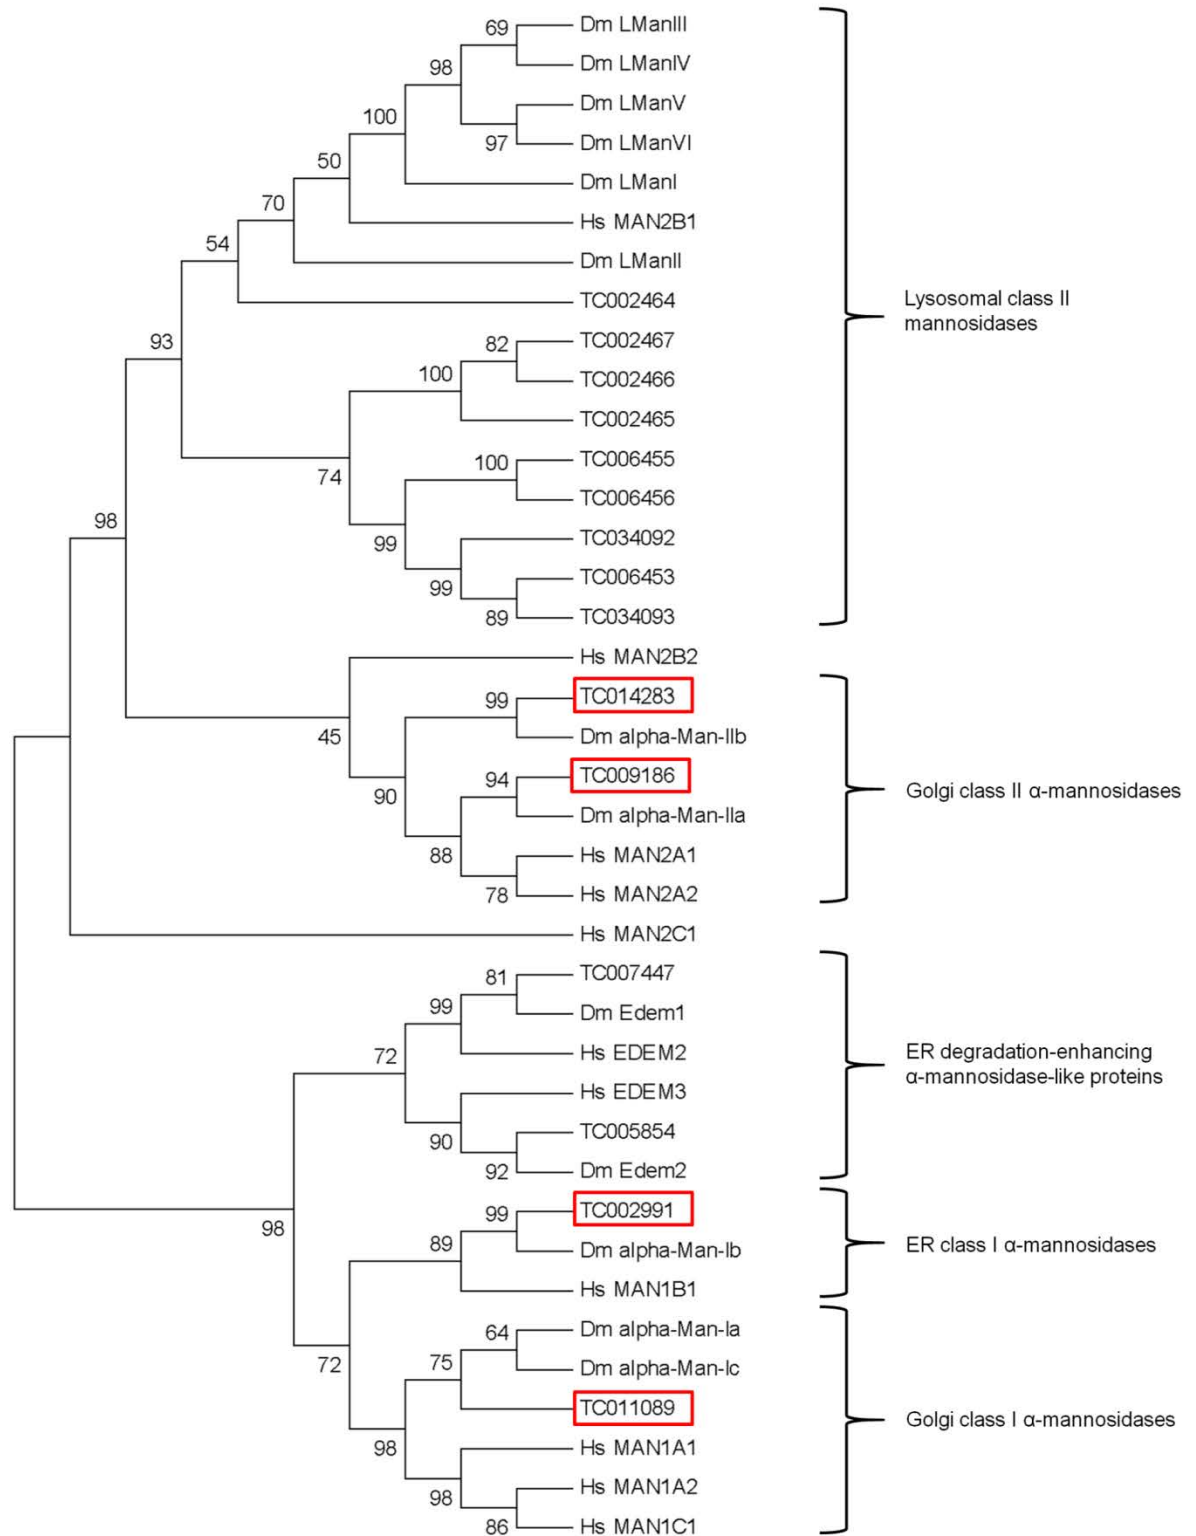 69
Dm LManIII
Dm LManIV
98
Dm LManV
97
Dm LManVI
100
Dm LManI
50
Hs MAN2B1
70
Dm LManII
54
TC002464
93
82
TC002467
TC002466
100
TC002465
74
100
TC006455
TC006456
99
TC034092
99
TC006453
89
TC034093
Lysosomal class II
mannosidases
98
Hs MAN2B2
45
99
TC014283
Dm alpha-Man-IIb
90
94
TC009186
Dm alpha-Man-IIa
88
Hs MAN2A1
78
Hs MAN2A2
Golgi class II α-mannosidases
Hs MAN2C1
81
TC007447
99
Dm Edem1
72
Hs EDEM2
Hs EDEM3
90
TC005854
92
Dm Edem2
ER degradation-enhancing
α-mannosidase-like proteins
98
99
TC002991
89
Dm alpha-Man-Ib
Hs MAN1B1
ER class I α-mannosidases
72
64
Dm alpha-Man-Ia
75
Dm alpha-Man-Ic
TC011089
98
Hs MAN1A1
98
Hs MAN1A2
86
Hs MAN1C1
Golgi class I α-mannosidases